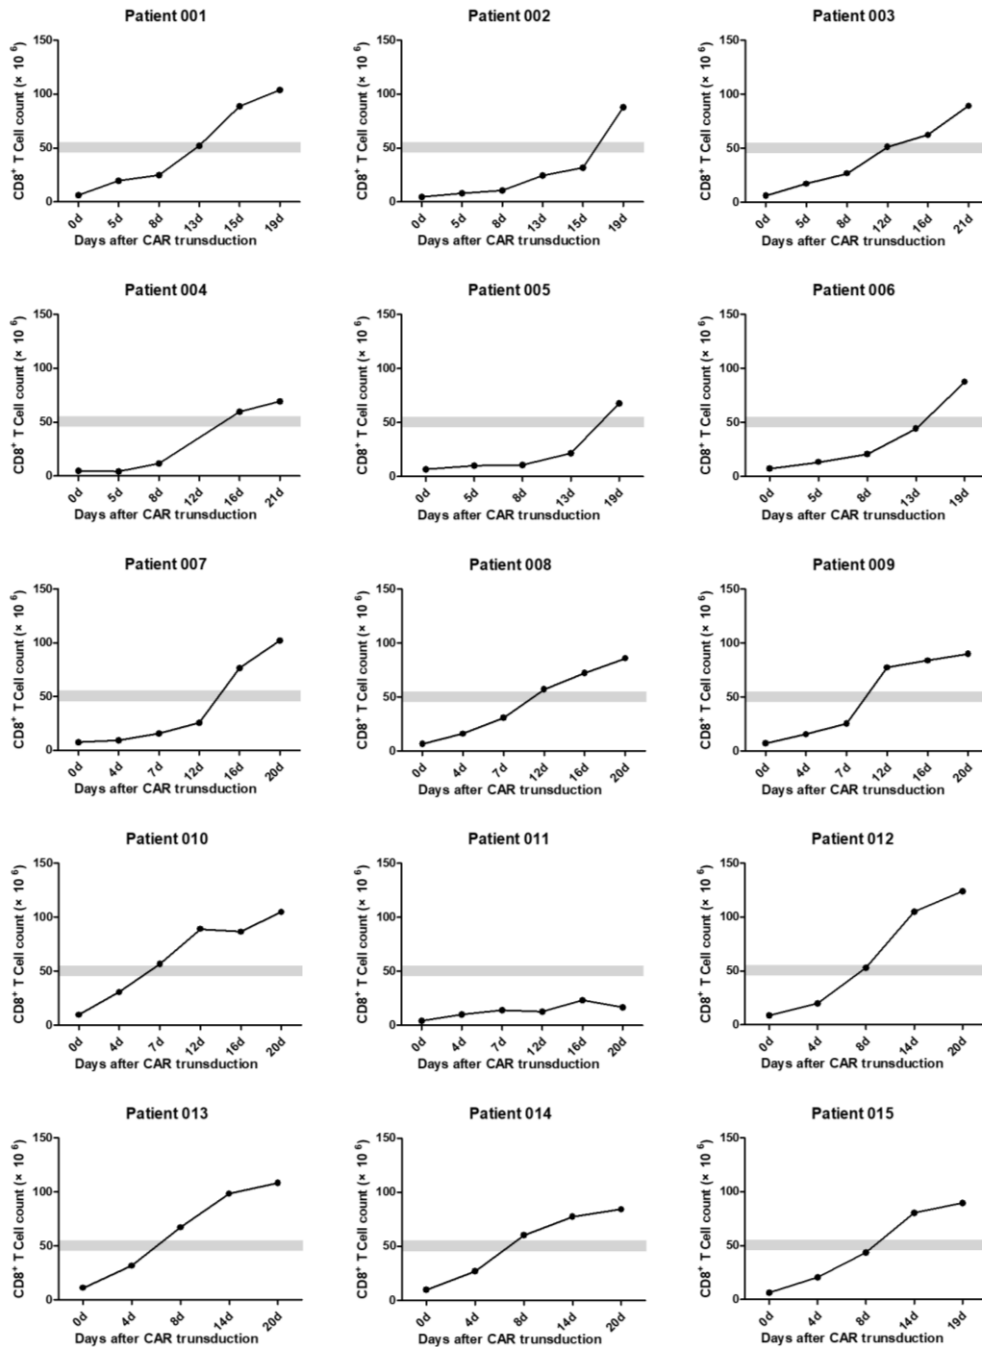 Patient 001
CD8⁺ T Cell count (× 10 ⁶)
150
100
50
0
0d 5d 8d 13d 15d 19d
Days after CAR trunsduction
Patient 002
CD8⁺ T Cell count (× 10 ⁶)
150
100
50
0
0d 5d 8d 13d 15d 19d
Days after CAR trunsduction
Patient 003
CD8⁺ T Cell count (× 10 ⁶)
150
100
50
0
0d 5d 8d 12d 16d 21d
Days after CAR trunsduction
Patient 004
CD8⁺ T Cell count (× 10 ⁶)
150
100
50
0
0d 5d 8d 12d 16d 21d
Days after CAR transduction
Patient 005
CD8⁺ T Cell count (× 10 ⁶)
150
100
50
0
0d 5d 8d 13d 19d
Days after CAR transduction
Patient 006
CD8⁺ T Cell count (× 10 ⁶)
150
100
50
0
0d 5d 8d 13d 19d
Days after CAR transduction
Patient 007
CD8⁺ T Cell count (× 10 ⁶)
150
100
50
0
0d 4d 7d 12d 16d 20d
Days after CAR transduction
Patient 008
CD8⁺ T Cell count (× 10 ⁶)
150
100
50
0
0d 4d 7d 12d 16d 20d
Days after CAR transduction
Patient 009
CD8⁺ T Cell count (× 10 ⁶)
150
100
50
0
0d 4d 7d 12d 16d 20d
Days after CAR transduction
Patient 010
CD8⁺ T Cell count (× 10 ⁶)
150
100
50
0
0d 4d 7d 12d 16d 20d
Days after CAR transduction
Patient 011
CD8⁺ T Cell count (× 10 ⁶)
150
100
50
0
0d 4d 7d 12d 16d 20d
Days after CAR transduction
Patient 012
CD8⁺ T Cell count (× 10 ⁶)
150
100
50
0
0d 4d 8d 14d 20d
Days after CAR transduction
Patient 013
CD8⁺ T Cell count (× 10 ⁶)
150
100
50
0
0d 4d 8d 14d 20d
Days after CAR transduction
Patient 014
CD8⁺ T Cell count (× 10 ⁶)
150
100
50
0
0d 4d 8d 14d 20d
Days after CAR transduction
Patient 015
CD8⁺ T Cell count (× 10 ⁶)
150
100
50
0
0d 4d 8d 14d 19d
Days after CAR transduction